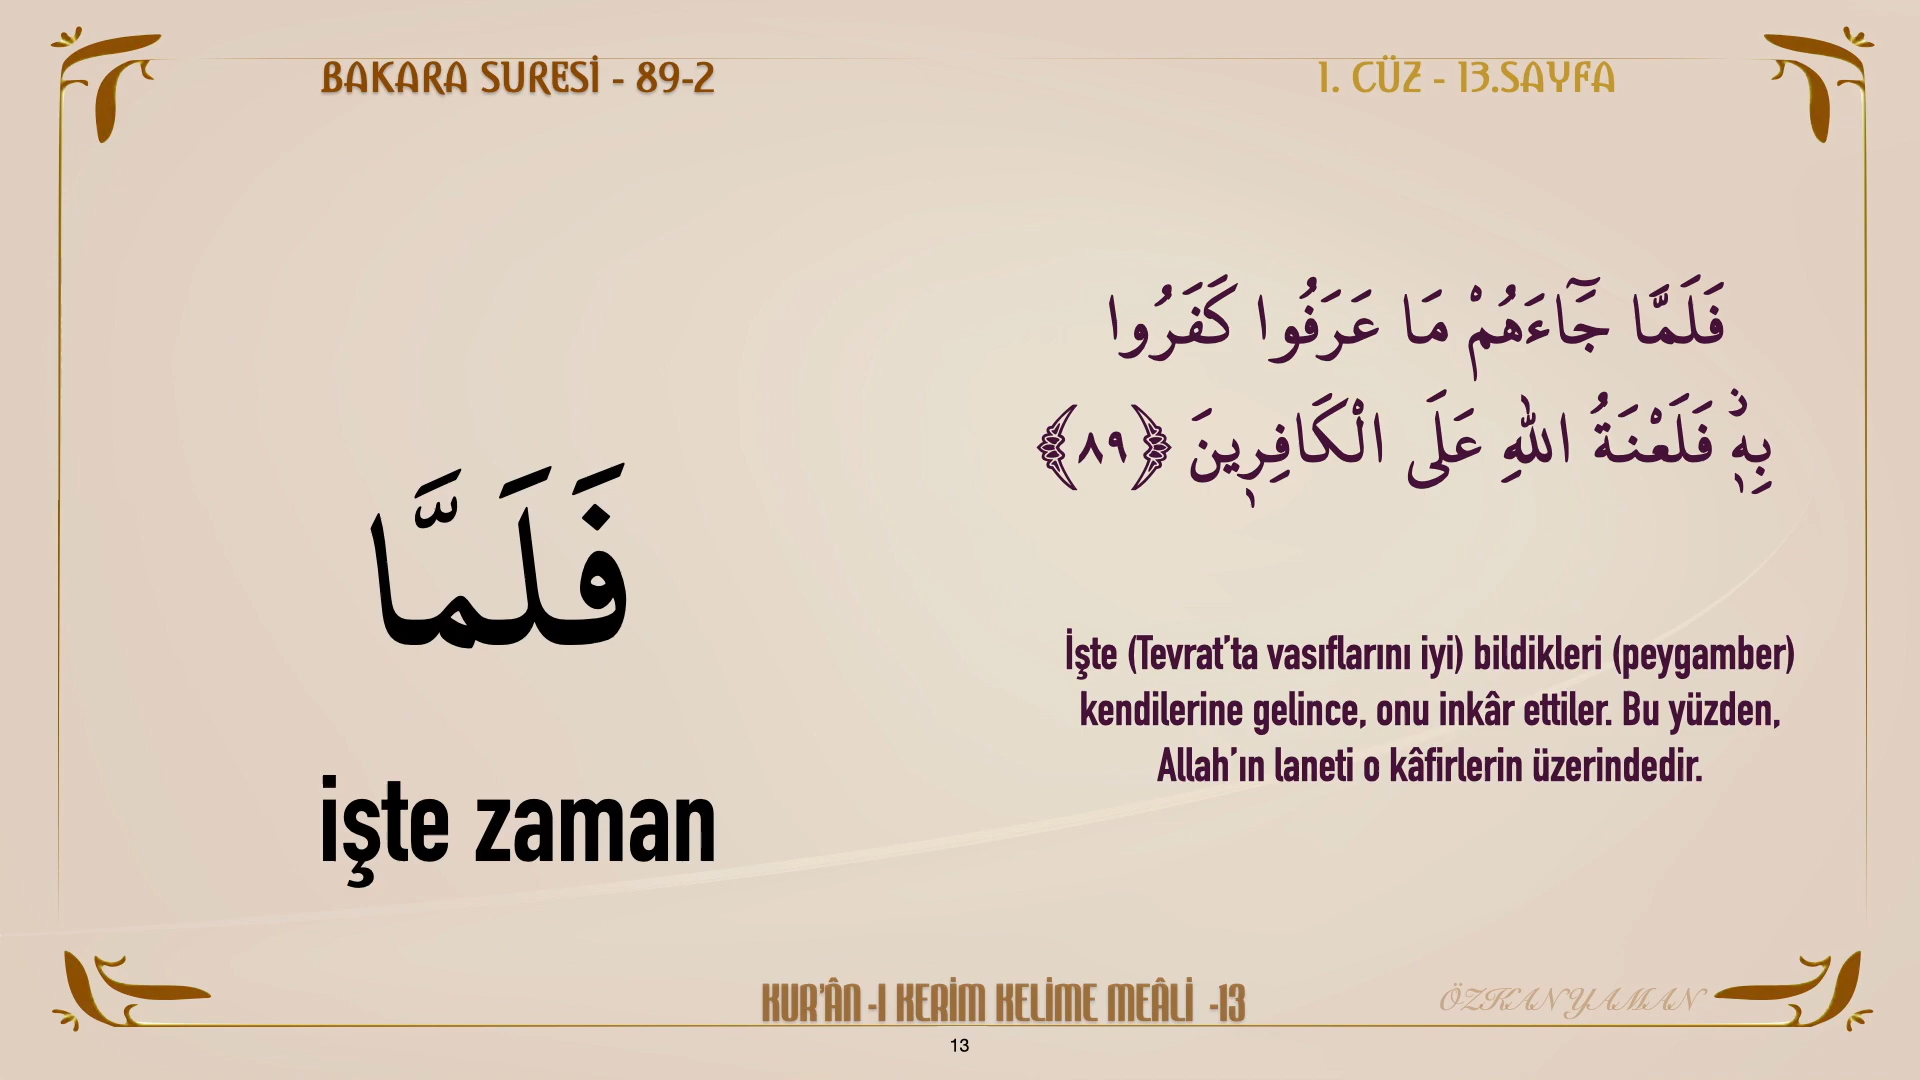 BAKARA SURESİ - 89-2
1. CÜZ - 13.SAYFA
فَلَمَّا جَٓاءَهُمْ مَا عَرَفُوا كَفَرُوا
بِهٖۘ فَلَعْنَةُ اللّٰهِ عَلَى الْكَافِرٖينَ ﴿٨٩﴾
فَلَمَّا
işte zaman
İşte (Tevrat’ta vasıflarını iyi) bildikleri (peygamber)
kendilerine gelince, onu inkâr ettiler. Bu yüzden,
Allah’ın laneti o kâfirlerin üzerindedir.
KUR’ÂN -I KERİM KELİME MEÂLİ -13
ÖZKAN YAMAN
13